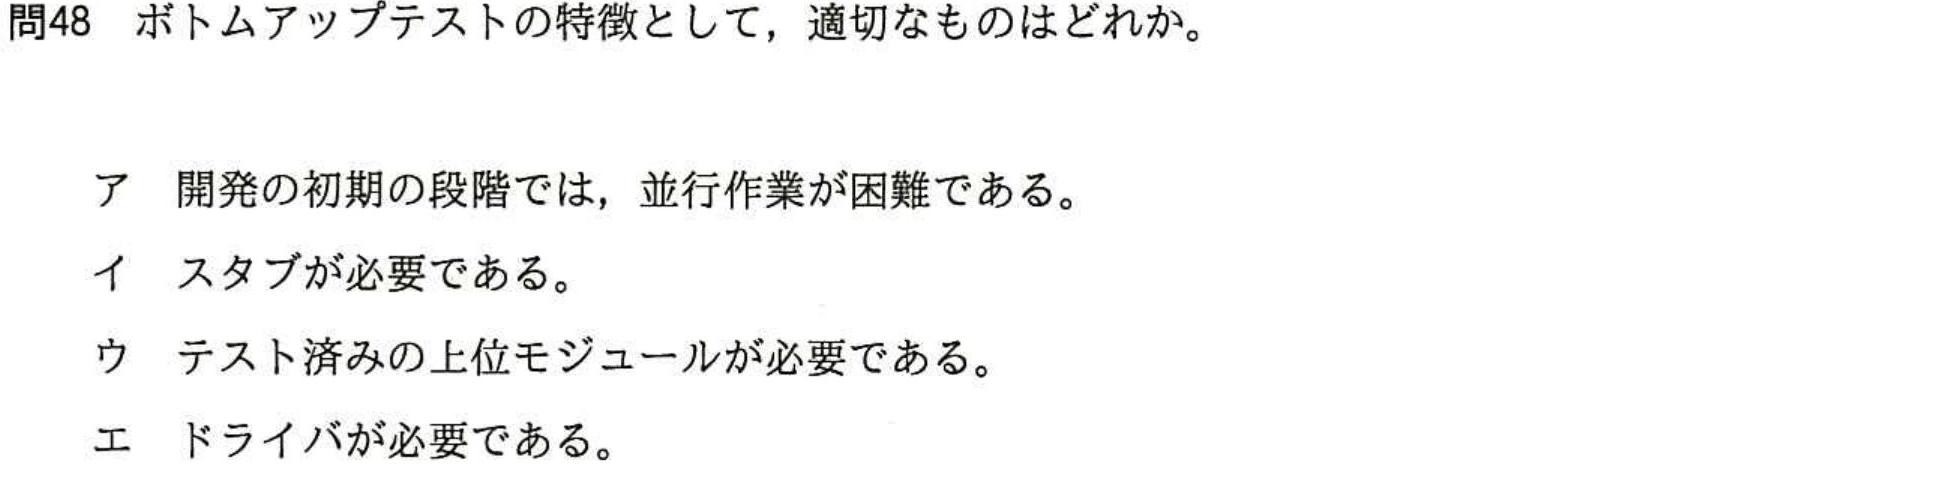 問48　ボトムアップテストの特徴として，適切なものはどれか。
ア　開発の初期の段階では，並行作業が困難である。
イ　スタブが必要である。
ウ　テスト済みの上位モジュールが必要である。
エ　ドライバが必要である。